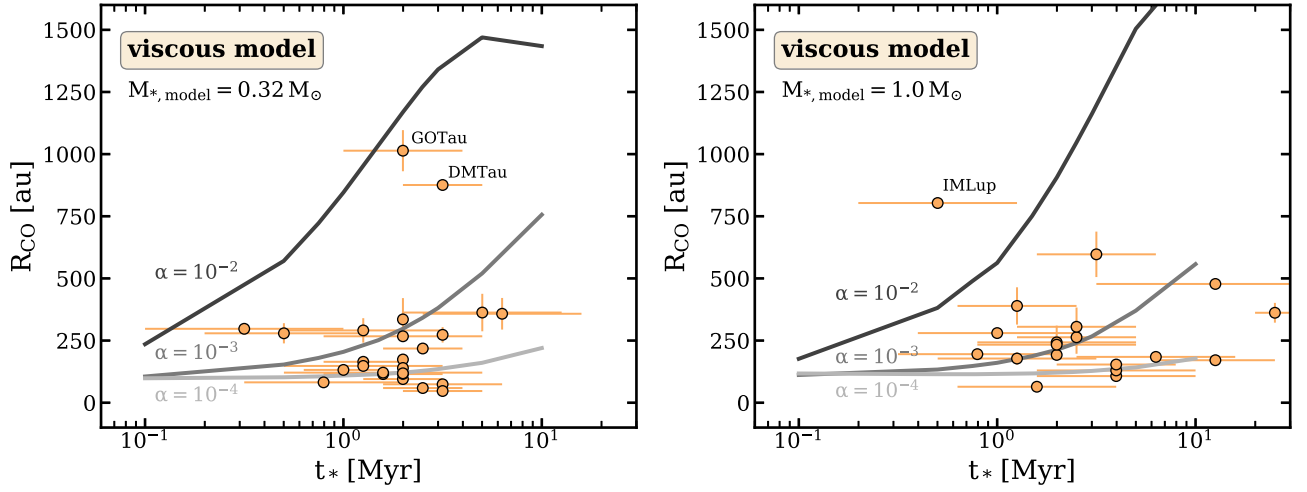 viscous model
M*, model = 0.32 M⊙
GOTau
DMTau
α = 10⁻²
α = 10⁻³
α = 10⁻⁴
1500
1250
1000
750
500
250
0
R_CO [au]
10⁻¹
10⁰
10¹
t* [Myr]
viscous model
M*, model = 1.0 M⊙
IMLup
α = 10⁻²
α = 10⁻³
α = 10⁻⁴
1500
1250
1000
750
500
250
0
R_CO [au]
10⁻¹
10⁰
10¹
t* [Myr]